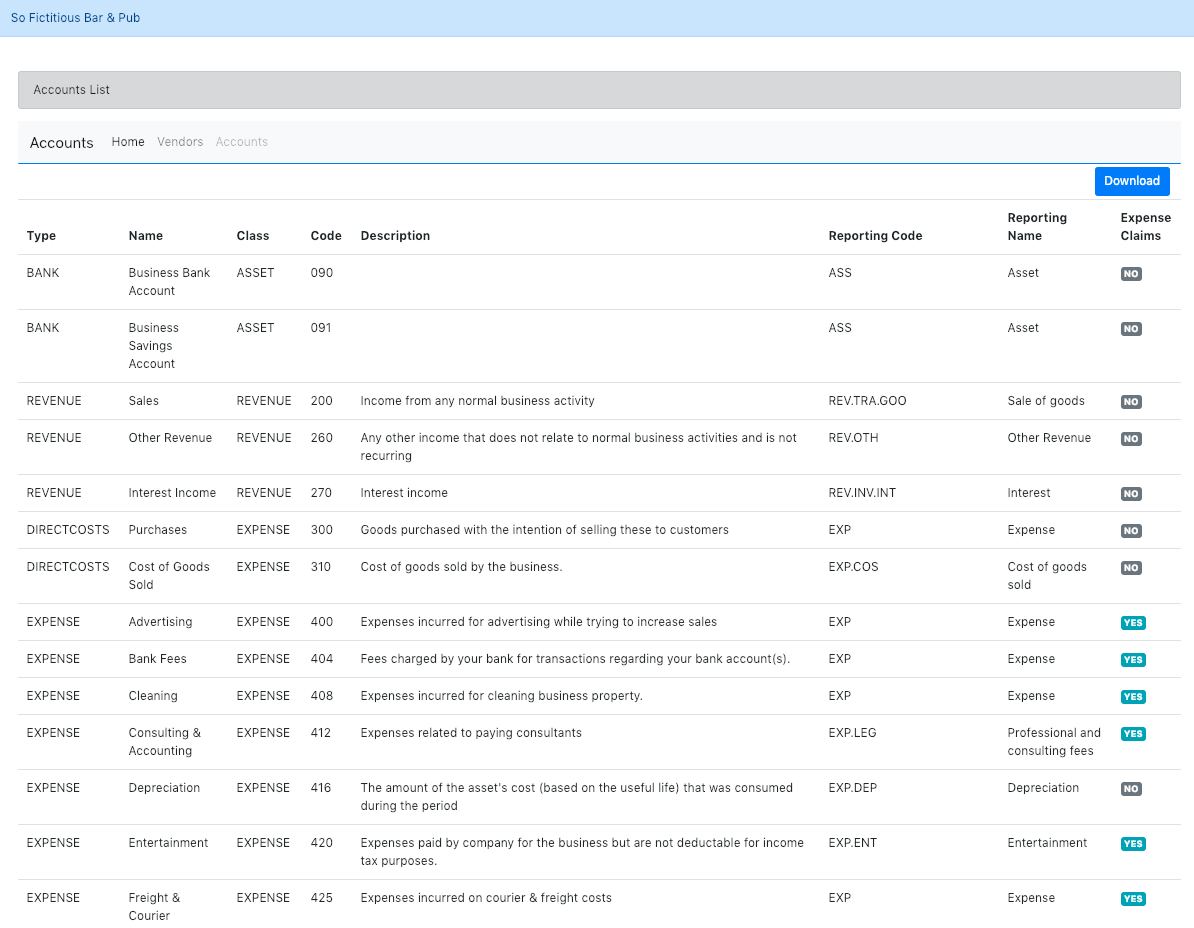 So Fictitious Bar & Pub
Accounts List
Accounts Home Vendors Accounts
Download
Type Name Class Code Description Reporting Code Reporting Name Expense Claims
BANK Business Bank Account ASSET 090 ASS Asset NO
BANK Business Savings Account ASSET 091 ASS Asset NO
REVENUE Sales REVENUE 200 Income from any normal business activity REV.TRA.GOO Sale of goods NO
REVENUE Other Revenue REVENUE 260 Any other income that does not relate to normal business activities and is not recurring REV.OTH Other Revenue NO
REVENUE Interest Income REVENUE 270 Interest income REV.INV.INT Interest NO
DIRECTCOSTS Purchases EXPENSE 300 Goods purchased with the intention of selling these to customers EXP Expense NO
DIRECTCOSTS Cost of Goods Sold EXPENSE 310 Cost of goods sold by the business. EXP.COS Cost of goods sold NO
EXPENSE Advertising EXPENSE 400 Expenses incurred for advertising while trying to increase sales EXP Expense YES
EXPENSE Bank Fees EXPENSE 404 Fees charged by your bank for transactions regarding your bank account(s). EXP Expense YES
EXPENSE Cleaning EXPENSE 408 Expenses incurred for cleaning business property. EXP Expense YES
EXPENSE Consulting & Accounting EXPENSE 412 Expenses related to paying consultants EXP.LEG Professional and consulting fees YES
EXPENSE Depreciation EXPENSE 416 The amount of the asset's cost (based on the useful life) that was consumed during the period EXP.DEP Depreciation NO
EXPENSE Entertainment EXPENSE 420 Expenses paid by company for the business but are not deductable for income tax purposes. EXP.ENT Entertainment YES
EXPENSE Freight & Courier EXPENSE 425 Expenses incurred on courier & freight costs EXP Expense YES